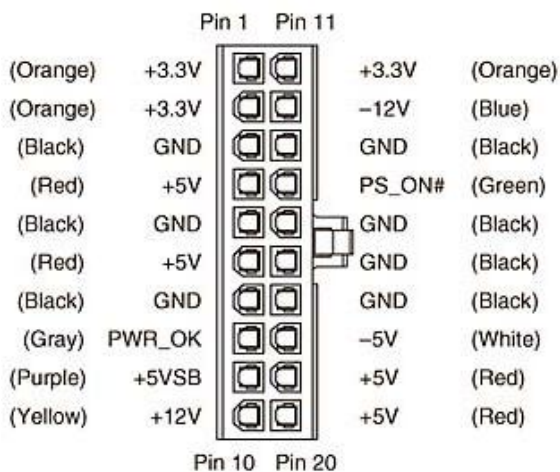 Pin 1 Pin 11
(Orange) +3.3V +3.3V (Orange)
(Orange) +3.3V –12V (Blue)
(Black) GND GND (Black)
(Red) +5V PS_ON# (Green)
(Black) GND GND (Black)
(Red) +5V GND (Black)
(Black) GND GND (Black)
(Gray) PWR_OK –5V (White)
(Purple) +5VSB +5V (Red)
(Yellow) +12V +5V (Red)
Pin 10 Pin 20